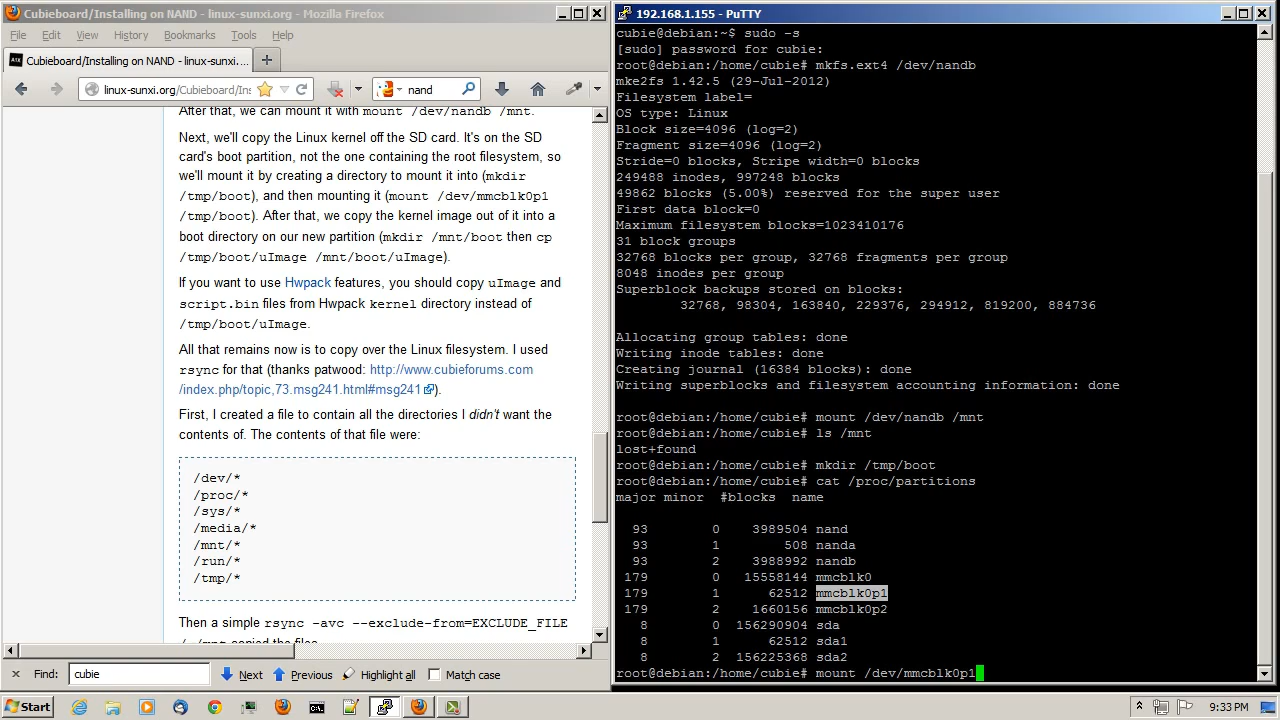 Cubieboard/Installing on NAND - linux-sunxi.org - Mozilla Firefox
File Edit View History Bookmarks Tools Help
Cubieboard/Installing on NAND - linux-sunxi....
linux-sunxi.org/Cubieboard/Ins
nand
After that, we can mount it with mount /dev/nandb /mnt.
Next, we'll copy the Linux kernel off the SD card. It's on the SD
card's boot partition, not the one containing the root filesystem, so
we'll mount it by creating a directory to mount it into (mkdir
/tmp/boot), and then mounting it (mount /dev/mmcblk0p1
/tmp/boot). After that, we copy the kernel image out of it into a
boot directory on our new partition (mkdir /mnt/boot then cp
/tmp/boot/uImage /mnt/boot/uImage).
If you want to use Hwpack features, you should copy uImage and
script.bin files from Hwpack kernel directory instead of
/tmp/boot/uImage.
All that remains now is to copy over the Linux filesystem. I used
rsync for that (thanks patwood: http://www.cubieforums.com
/index.php/topic,73.msg241.html#msg241).
First, I created a file to contain all the directories I didn't want the
contents of. The contents of that file were:
/dev/*
/proc/*
/sys/*
/media/*
/mnt/*
/run/*
/tmp/*
Then a simple rsync -avc --exclude-from=EXCLUDE_FILE
/ /mnt copied the files
Find: cubie Next Previous Highlight all Match case
192.168.1.155 - PuTTY
cubie@debian:~$ sudo -s
[sudo] password for cubie:
root@debian:/home/cubie# mkfs.ext4 /dev/nandb
mke2fs 1.42.5 (29-Jul-2012)
Filesystem label=
OS type: Linux
Block size=4096 (log=2)
Fragment size=4096 (log=2)
Stride=0 blocks, Stripe width=0 blocks
249488 inodes, 997248 blocks
49862 blocks (5.00%) reserved for the super user
First data block=0
Maximum filesystem blocks=1023410176
31 block groups
32768 blocks per group, 32768 fragments per group
8048 inodes per group
Superblock backups stored on blocks:
32768, 98304, 163840, 229376, 294912, 819200, 884736
Allocating group tables: done
Writing inode tables: done
Creating journal (16384 blocks): done
Writing superblocks and filesystem accounting information: done
root@debian:/home/cubie# mount /dev/nandb /mnt
root@debian:/home/cubie# ls /mnt
lost+found
root@debian:/home/cubie# mkdir /tmp/boot
root@debian:/home/cubie# cat /proc/partitions
major minor #blocks name
93 0 3989504 nand
93 1 508 nanda
93 2 3988992 nandb
179 0 15558144 mmcblk0
179 1 62512 mmcblk0p1
179 2 1660156 mmcblk0p2
8 0 156290904 sda
8 1 62512 sda1
8 2 156225368 sda2
root@debian:/home/cubie# mount /dev/mmcblk0p1
Start
9:33 PM